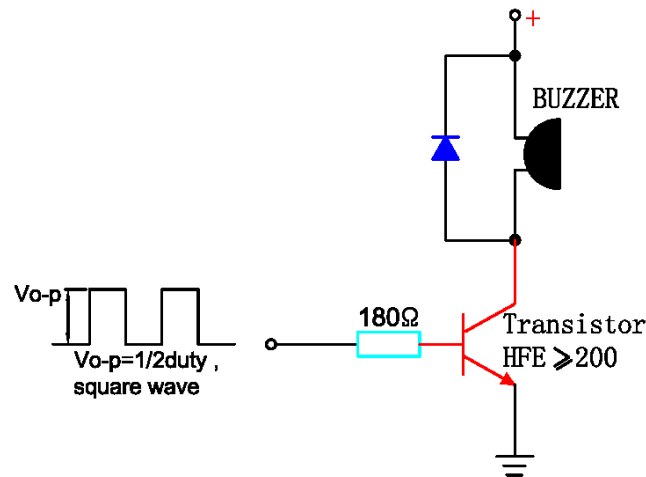 +
BUZZER
Vo-p
180Ω
Transistor
HFE ⩾200
Vo-p=1/2duty ,
square wave